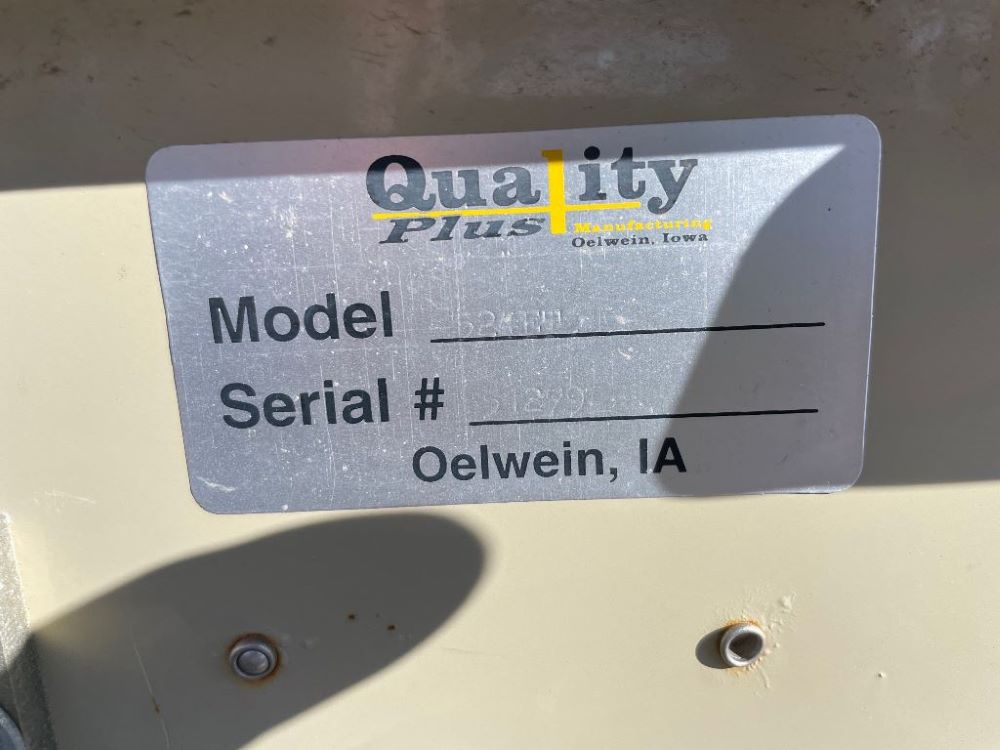 Quality
Plus Manufacturing
Oelwein, Iowa
Model
Serial #
Oelwein, IA